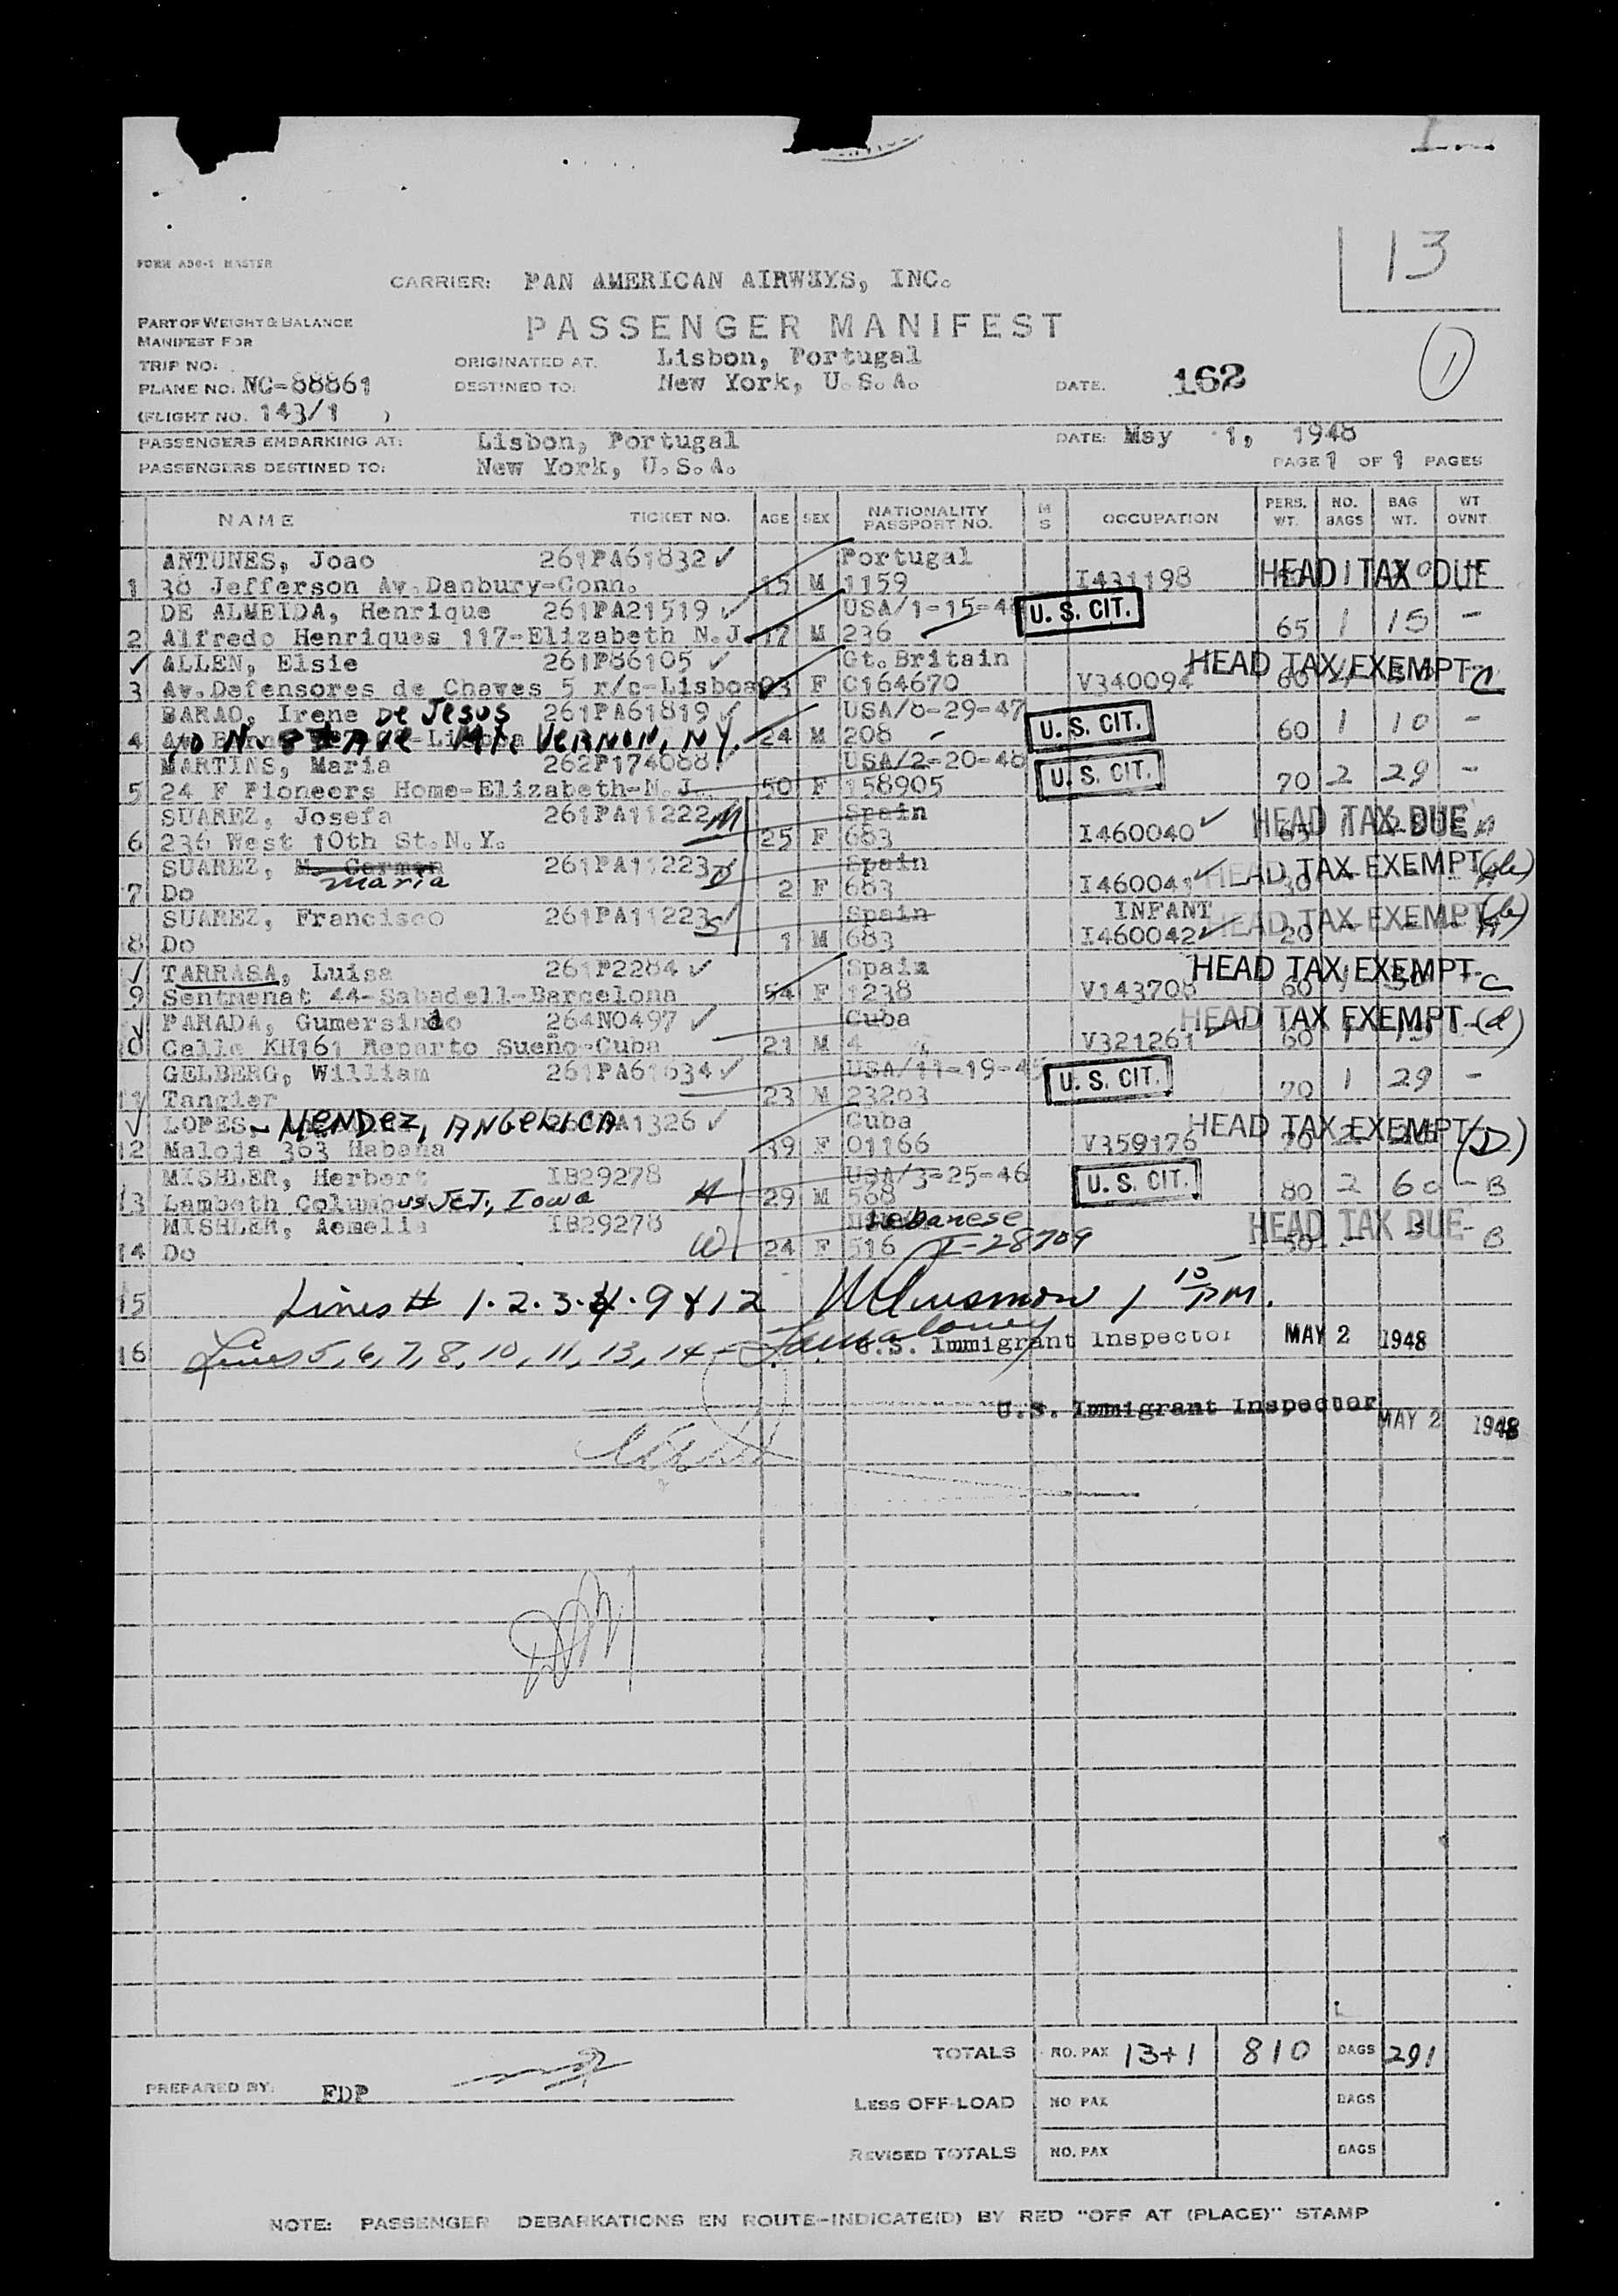 13
FORM ADO-1 MASTER
CARRIER: PAN AMERICAN AIRWAYS, INC.
PART OF WEIGHT & BALANCE
MANIFEST FOR
PASSENGER MANIFEST
TRIP NO: ORIGINATED AT. Lisbon, Portugal
PLANE NO. NC-88861 DESTINED TO: New York, U.S.A. DATE. 162 1
(FLIGHT NO. 143/1 )
PASSENGERS EMBARKING AT: Lisbon, Portugal DATE: May 1, 1948
PASSENGERS DESTINED TO: New York, U.S.A. PAGE 1 OF 1 PAGES
NAME TICKET NO. AGE SEX NATIONALITY PASSPORT NO. M S OCCUPATION PERS. WT. NO. BAGS BAG WT. WT OVNT
ANTUNES, Joao 261PA61832 ✓ Portugal
1 38 Jefferson Av. Danbury-Conn. 15 M 1159 I431198 HEAD TAX DUE
DE ALMEIDA, Henrique 261PA21519 ✓ USA/1-15-4 U. S. CIT.
2 Alfredo Henriques 117-Elizabeth N.J. 17 M 236 65 1 15 -
✓ ALLEN, Elsie 261P86105 ✓ Gt. Britain HEAD TAX EXEMPT C
3 Av.Defensores de Chaves 5 r/c-Lisboa 03 F C164670 V340094 60
BARAO, Irene De Jesus 261PA61819 ✓ USA/8-29-47 U. S. CIT.
4 VERNON, N.Y. 24 M 208 60 1 10 -
MARTINS, Maria 262P174088 USA/2-20-48 U. S. CIT.
5 24 F Pioneers Home-Elizabeth-N.J. 50 F 158905 70 2 29 -
SUAREZ, Josefa 261PA11222 M Spain HEAD TAX DUE
6 236 West 10th St.N.Y. 25 F 683 I460040 ✓ 65
SUAREZ, M. Carmen 261PA11223 D Spain HEAD TAX EXEMPT
maria
7 Do 2 F 683 I460041 ✓ 30
SUAREZ, Francisco 261PA11223 S Spain INFANT HEAD TAX EXEMPT
8 Do 1 M 683 I460042 ✓ 20
✓ TARRASA, Luisa 261P2284 ✓ Spain HEAD TAX EXEMPT C
9 Sentmenat 44-Sabadell-Barcelona 54 F 1238 V143708 60
✓ PARADA, Gumersindo 264N0497 ✓ Cuba HEAD TAX EXEMPT (d)
10 Calle KH161 Reparto Sueño-Cuba 21 M 4 V321261 60 1
GELBERG, William 261PA61634 ✓ USA/11-19-4 U. S. CIT.
11 Tangier 23 M 23203 70 1 29 -
✓ LOPES - MENDEZ, ANGELICA A1326 ✓ Cuba HEAD TAX EXEMPT (D)
12 Maloja 363 Habana 39 F 01166 V359176 70
MISHLER, Herbert IB29278 USA/3-25-46 U. S. CIT.
13 Lambeth Columbus Jct, Iowa H 29 M 568 80 2 60 - B
MISHLER, Aemelia IB29278 Lebanese HEAD TAX DUE
14 Do W 24 F 516 I-28709 50 B
15 Lines # 1.2.3.4.9 & 12 1 10 PM.
16 Lines 5, 6, 7, 8, 10, 11, 13, 14 - U.S. Immigrant Inspector MAY 2 1948
U.S. Immigrant Inspector MAY 2 1948
TOTALS NO. PAX 13+1 810 BAGS 291
PREPARED BY: FDP
LESS OFF-LOAD NO PAX BAGS
REVISED TOTALS NO. PAX BAGS
NOTE: PASSENGER DEBARKATIONS EN ROUTE-INDICATE(D) BY RED "OFF AT (PLACE)" STAMP